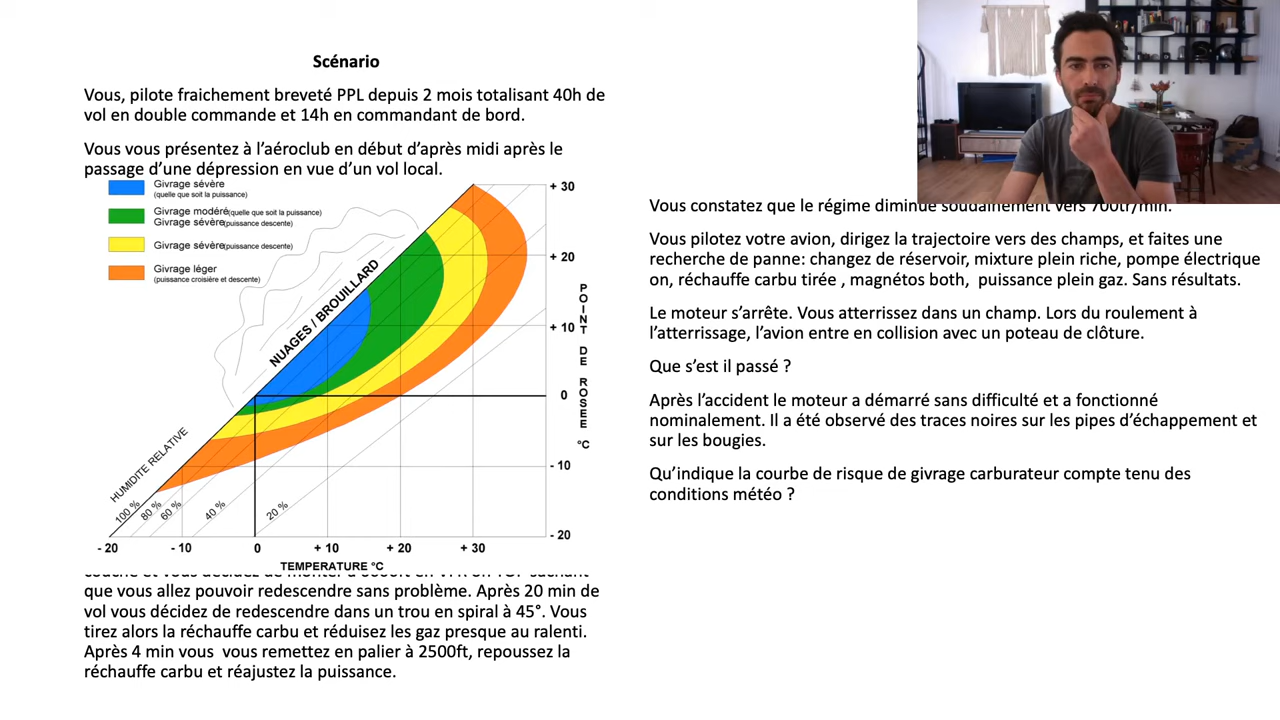 Scénario
Vous, pilote fraichement breveté PPL depuis 2 mois totalisant 40h de
vol en double commande et 14h en commandant de bord.
Vous vous présentez à l'aéroclub en début d'après midi après le
passage d'une dépression en vue d'un vol local.
Givrage sévère
(quelle que soit la puissance)
Givrage modéré(quelle que soit la puissance)
Givrage sévère(puissance descente)
Givrage sévère(puissance descente)
Givrage léger
(puissance croisière et descente)
NUAGES / BROUILLARD
HUMIDITE RELATIVE
100 % 80 % 60 % 40 % 20 %
+ 30
+ 20
+ 10
0
- 10
- 20
POINT DE ROSEE °C
- 20 - 10 0 + 10 + 20 + 30
TEMPERATURE °C
que vous allez pouvoir redescendre sans problème. Après 20 min de
vol vous décidez de redescendre dans un trou en spiral à 45°. Vous
tirez alors la réchauffe carbu et réduisez les gaz presque au ralenti.
Après 4 min vous vous remettez en palier à 2500ft, repoussez la
réchauffe carbu et réajustez la puissance.
Vous constatez que le régime diminue soudainement vers 700tr/min.
Vous pilotez votre avion, dirigez la trajectoire vers des champs, et faites une
recherche de panne: changez de réservoir, mixture plein riche, pompe électrique
on, réchauffe carbu tirée , magnétos both, puissance plein gaz. Sans résultats.
Le moteur s'arrête. Vous atterrissez dans un champ. Lors du roulement à
l'atterrissage, l'avion entre en collision avec un poteau de clôture.
Que s'est il passé ?
Après l'accident le moteur a démarré sans difficulté et a fonctionné
nominalement. Il a été observé des traces noires sur les pipes d'échappement et
sur les bougies.
Qu'indique la courbe de risque de givrage carburateur compte tenu des
conditions météo ?